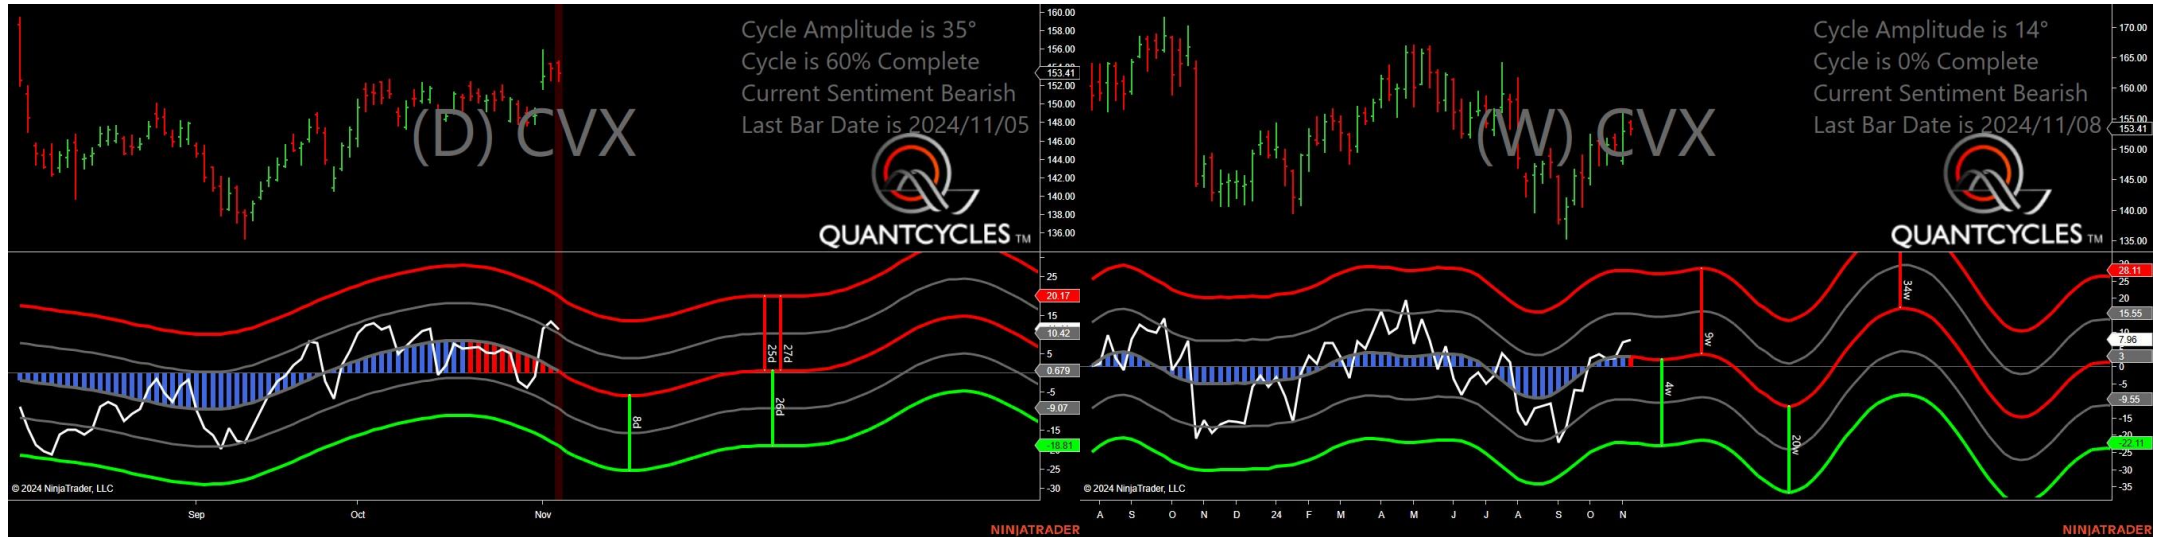 Cycle Amplitude is 35°
Cycle is 60% Complete
Current Sentiment Bearish
Last Bar Date is 2024/11/05
(D) CVX
QUANTCYCLES TM
160.00
158.00
156.00
153.41
152.00
150.00
148.00
146.00
144.00
142.00
140.00
138.00
136.00
25
20.17
15
10.42
5
0.679
-5
-9.07
-15
-18.81
-25
-30
8d
25d
27d
26d
© 2024 NinjaTrader, LLC
Sep
Oct
Nov
NINJATRADER
Cycle Amplitude is 14°
Cycle is 0% Complete
Current Sentiment Bearish
Last Bar Date is 2024/11/08
(W) CVX
QUANTCYCLES TM
170.00
165.00
160.00
155.00
153.41
150.00
145.00
140.00
135.00
28.11
25
20
15.55
7.96
3
0
-5
-9.55
-15
-22.11
-25
-30
-35
9w
4w
20w
34w
© 2024 NinjaTrader, LLC
A S O N D 24 F M A M J J A S O N
NINJATRADER